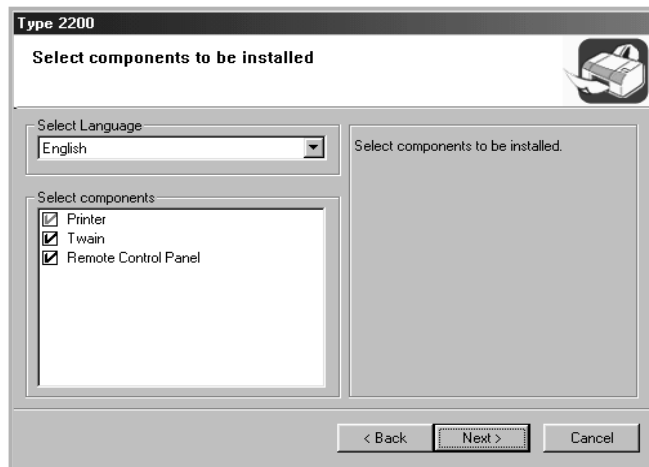 Type 2200
Select components to be installed
Select Language
English
Select components to be installed.
Select components
Printer
Twain
Remote Control Panel
< Back
Next >
Cancel